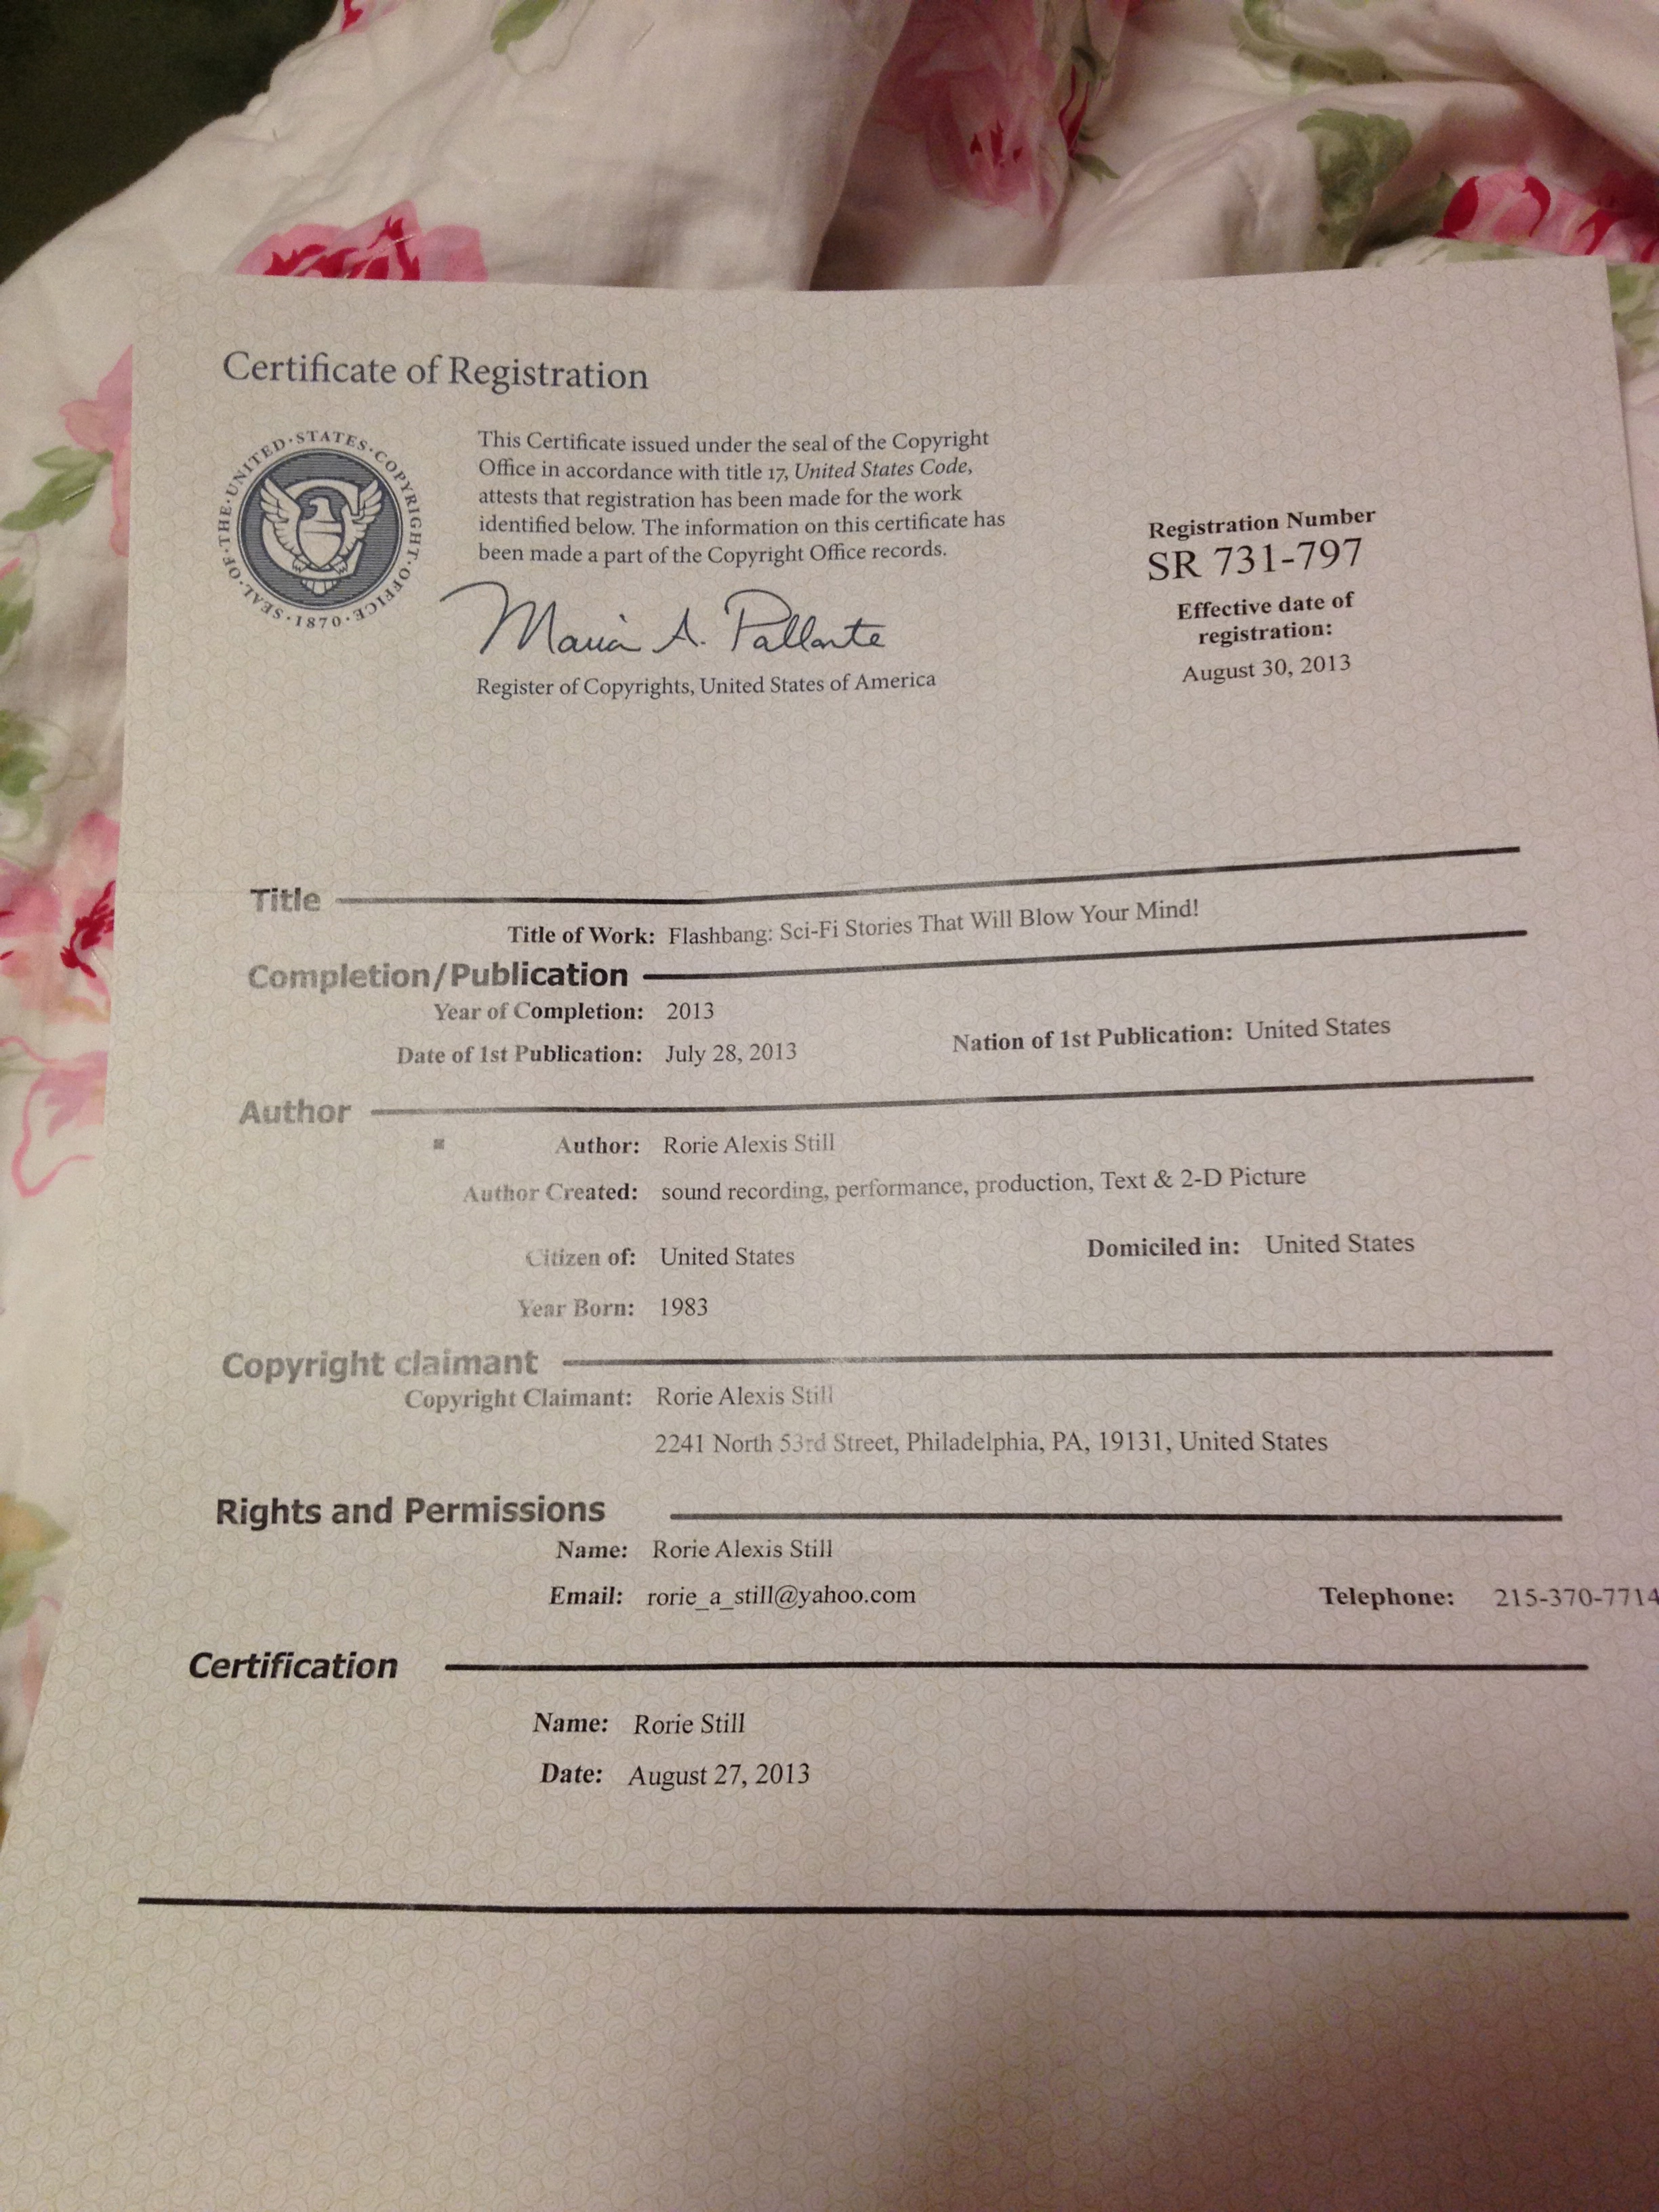 Certificate of Registration
SEAL·OF·THE·UNITED·STATES·COPYRIGHT·OFFICE·1870·
This Certificate issued under the seal of the Copyright
Office in accordance with title 17, United States Code,
attests that registration has been made for the work
identified below. The information on this certificate has
been made a part of the Copyright Office records.
Maria A. Pallante
Register of Copyrights, United States of America
Registration Number
SR 731-797
Effective date of
registration:
August 30, 2013
Title
Title of Work: Flashbang: Sci-Fi Stories That Will Blow Your Mind!
Completion/Publication
Year of Completion: 2013
Date of 1st Publication: July 28, 2013 Nation of 1st Publication: United States
Author
Author: Rorie Alexis Still
Author Created: sound recording, performance, production, Text & 2-D Picture
Citizen of: United States Domiciled in: United States
Year Born: 1983
Copyright claimant
Copyright Claimant: Rorie Alexis Still
2241 North 53rd Street, Philadelphia, PA, 19131, United States
Rights and Permissions
Name: Rorie Alexis Still
Email: rorie_a_still@yahoo.com Telephone: 215-370-7714
Certification
Name: Rorie Still
Date: August 27, 2013